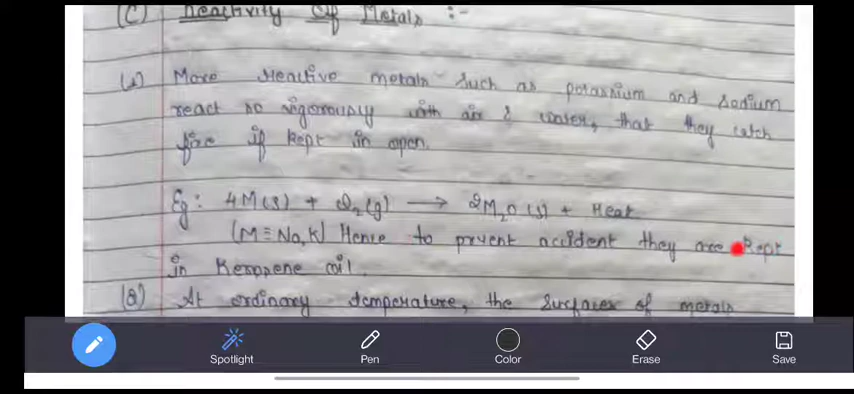 (C) Reactivity Of Metals :-
(1) More reactive metals such as potassium and sodium
react so vigorously with air & water, that they catch
fire if kept in open.
Eg: 4M(s) + O₂(g) → 2M₂O(s) + Heat
(M = Na, K) Hence to prvent accident they are kept
in Kerosene oil.
(2) At ordinary temperature, the surfaces of metals
Spotlight Pen Color Erase Save